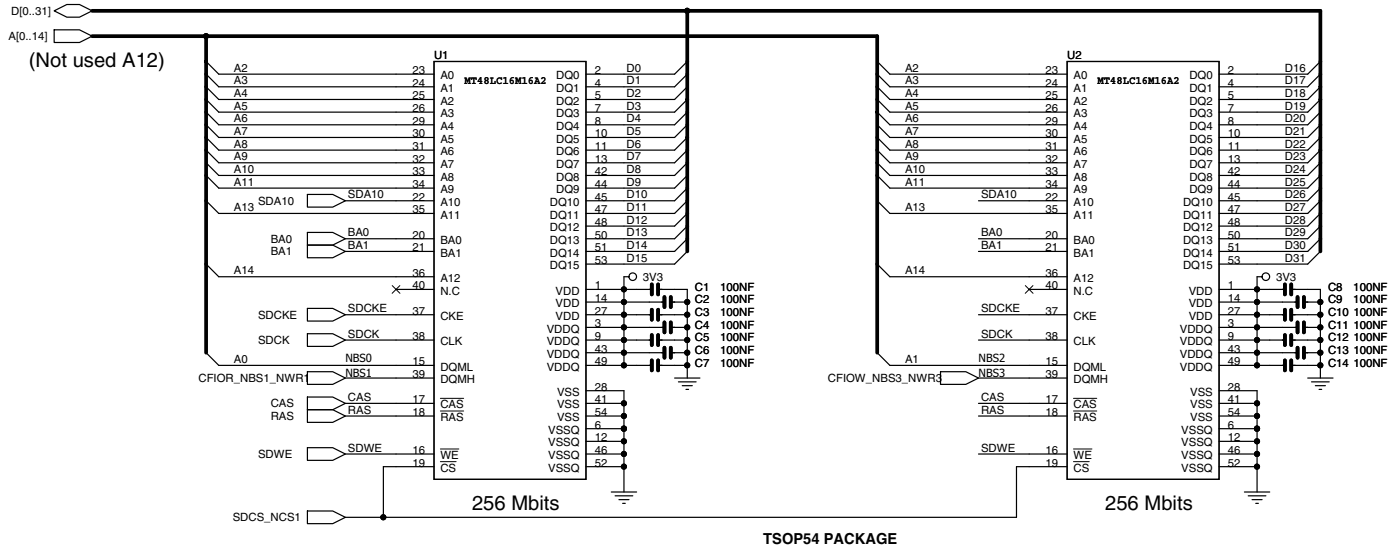 D[0..31]
A[0..14]
(Not used A12)
U1
MT48LC16M16A2
A2 23 A0 DQ0 2 D0
A3 24 A1 DQ1 4 D1
A4 25 A2 DQ2 5 D2
A5 26 A3 DQ3 7 D3
A6 29 A4 DQ4 8 D4
A7 30 A5 DQ5 10 D5
A8 31 A6 DQ6 11 D6
A9 32 A7 DQ7 13 D7
A10 33 A8 DQ8 42 D8
A11 34 A9 DQ9 44 D9
SDA10 SDA10 22 A10 DQ10 45 D10
A13 35 A11 DQ11 47 D11
DQ12 48 D12
BA0 BA0 20 BA0 DQ13 50 D13
BA1 BA1 21 BA1 DQ14 51 D14
DQ15 53 D15
A14 36 A12 3V3
40 N.C VDD 1 C1 100NF
VDD 14 C2 100NF
SDCKE SDCKE 37 CKE VDD 27 C3 100NF
VDDQ 3 C4 100NF
SDCK SDCK 38 CLK VDDQ 9 C5 100NF
VDDQ 43 C6 100NF
A0 NBS0 15 DQML VDDQ 49 C7 100NF
CFIOR_NBS1_NWR1 NBS1 39 DQMH
VSS 28
CAS CAS 17 CAS VSS 41
RAS RAS 18 RAS VSS 54
VSSQ 6
VSSQ 12
SDWE SDWE 16 WE VSSQ 46
19 CS VSSQ 52
256 Mbits
SDCS_NCS1
U2
MT48LC16M16A2
A2 23 A0 DQ0 2 D16
A3 24 A1 DQ1 4 D17
A4 25 A2 DQ2 5 D18
A5 26 A3 DQ3 7 D19
A6 29 A4 DQ4 8 D20
A7 30 A5 DQ5 10 D21
A8 31 A6 DQ6 11 D22
A9 32 A7 DQ7 13 D23
A10 33 A8 DQ8 42 D24
A11 34 A9 DQ9 44 D25
SDA10 22 A10 DQ10 45 D26
A13 35 A11 DQ11 47 D27
DQ12 48 D28
BA0 20 BA0 DQ13 50 D29
BA1 21 BA1 DQ14 51 D30
DQ15 53 D31
A14 36 A12 3V3
40 N.C VDD 1 C8 100NF
VDD 14 C9 100NF
SDCKE 37 CKE VDD 27 C10 100NF
VDDQ 3 C11 100NF
SDCK 38 CLK VDDQ 9 C12 100NF
VDDQ 43 C13 100NF
A1 NBS2 15 DQML VDDQ 49 C14 100NF
CFIOW_NBS3_NWR3 NBS3 39 DQMH
VSS 28
CAS 17 CAS VSS 41
RAS 18 RAS VSS 54
VSSQ 6
VSSQ 12
SDWE 16 WE VSSQ 46
19 CS VSSQ 52
256 Mbits
TSOP54 PACKAGE